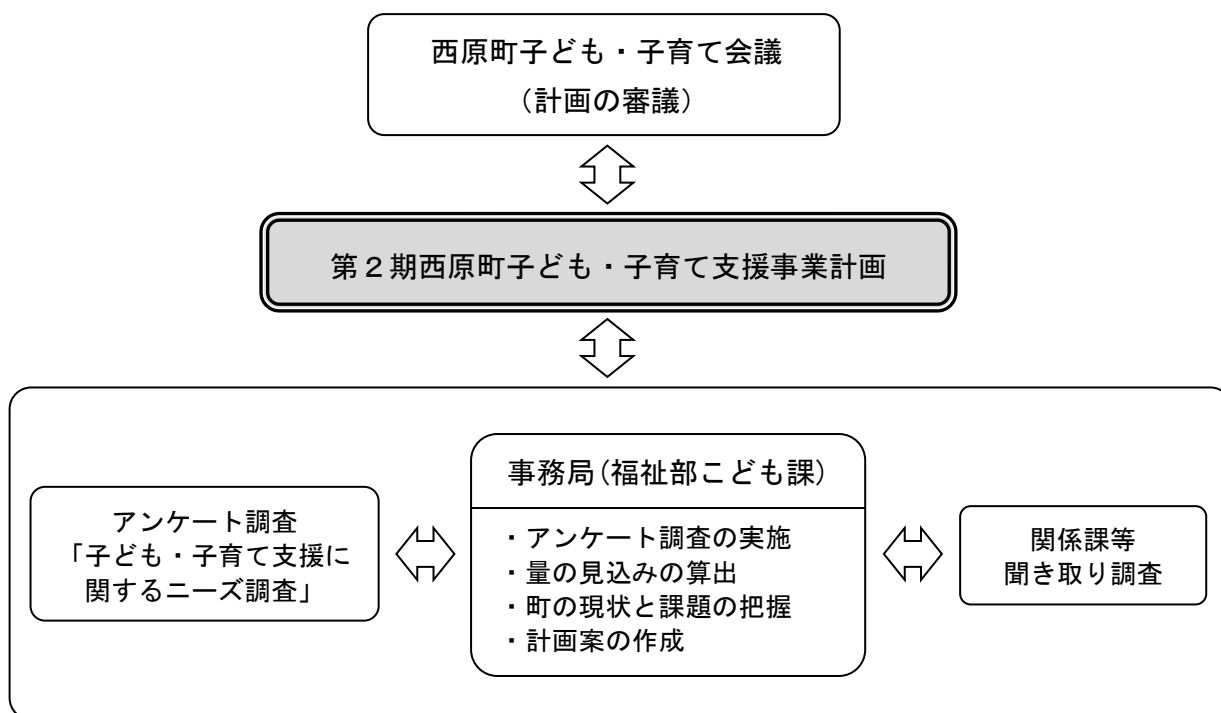 西原町子ども・子育て会議
(計画の審議)
第２期西原町子ども・子育て支援事業計画
アンケート調査
「子ども・子育て支援に
関するニーズ調査」
事務局(福祉部こども課)
・アンケート調査の実施
・量の見込みの算出
・町の現状と課題の把握
・計画案の作成
関係課等
聞き取り調査